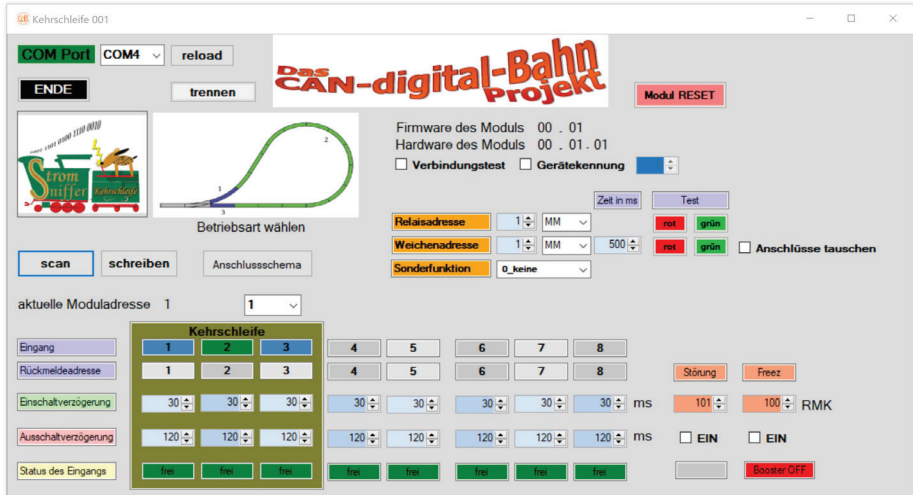 Kehrschleife 001
COM Port COM4 reload
ENDE trennen
Das
CAN-digital-Bahn
Projekt
Modul RESET
Strom
Sniffer Kehrschleife
1 2 3
Betriebsart wählen
Firmware des Moduls 00 . 01
Hardware des Moduls 00 . 01 . 01
Verbindungstest Gerätekennung
Zeit in ms Test
Relaisadresse 1 MM rot grün
Weichenadresse 1 MM 500 rot grün Anschlüsse tauschen
Sonderfunktion 0_keine
scan schreiben Anschlussschema
aktuelle Moduladresse 1 1
Kehrschleife
Eingang 1 2 3 4 5 6 7 8
Rückmeldeadresse 1 2 3 4 5 6 7 8 Störung Freez
Einschaltverzögerung 30 30 30 30 30 30 30 30 ms 101 100 RMK
Ausschaltverzögerung 120 120 120 120 120 120 120 120 ms EIN EIN
Status des Eingangs frei frei frei frei frei frei frei frei Booster OFF